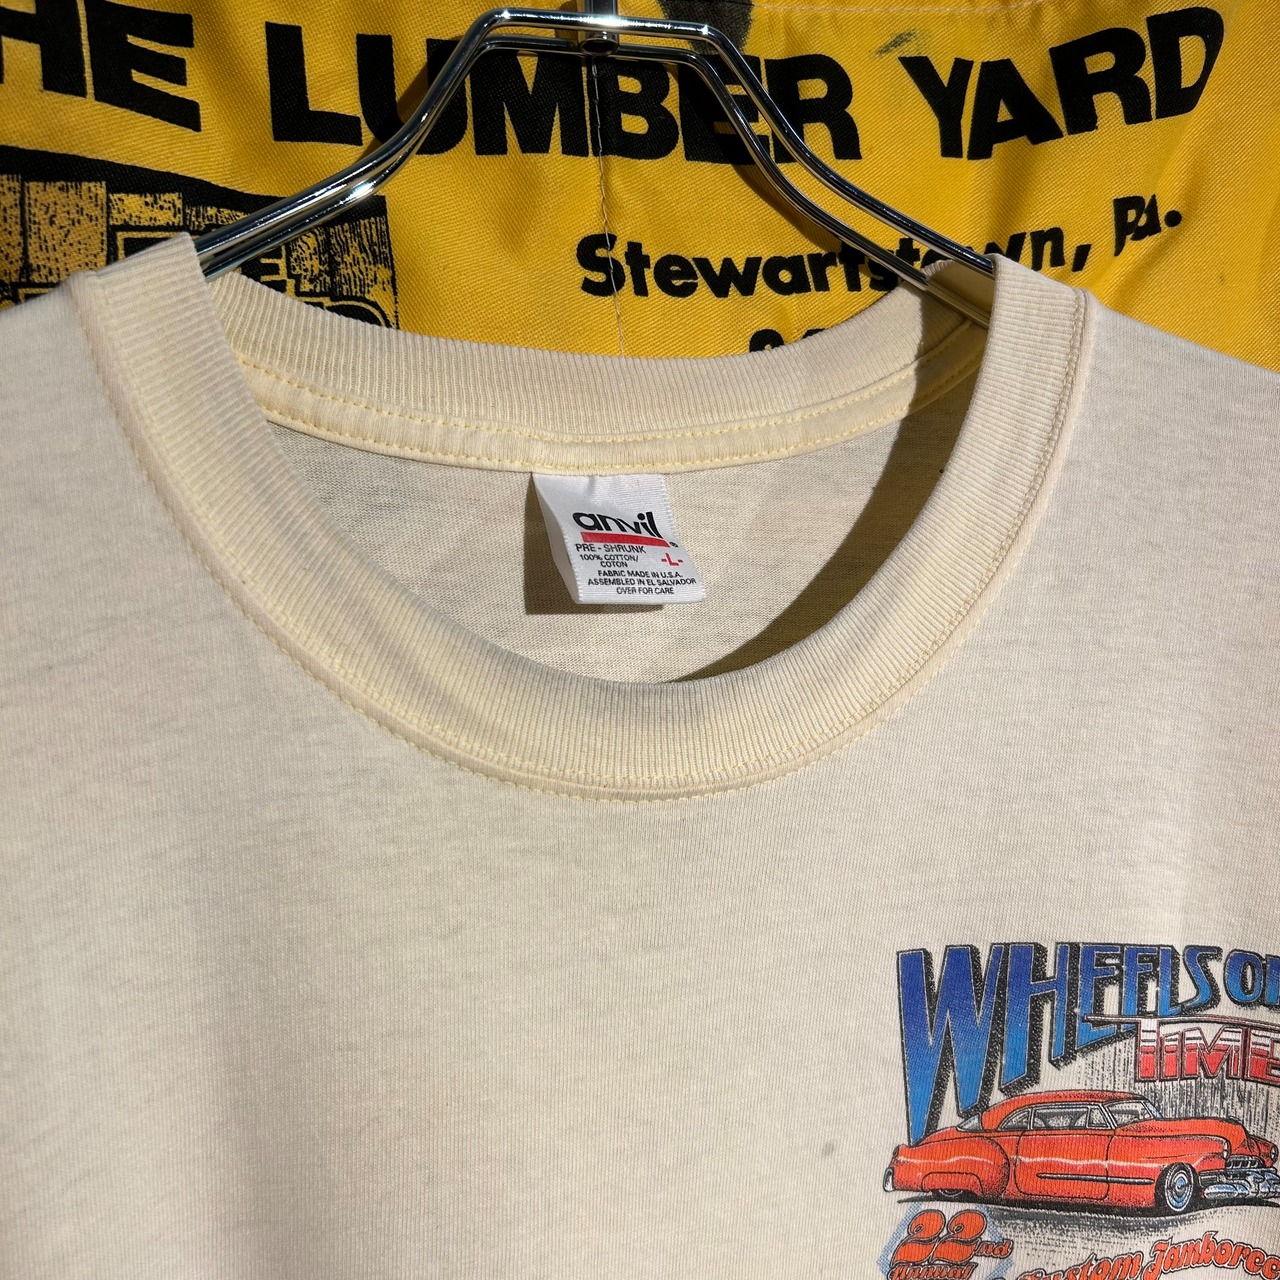 HE LUMBER YARD
Stewartstown, Pa.
anvil
PRE - SHRUNK
100% COTTON/
COTON
-L-
FABRIC MADE IN U.S.A.
ASSEMBLED IN EL SALVADOR
OVER FOR CARE
WHEELS OF
TIME
22nd
Annual
Custom Jamboree